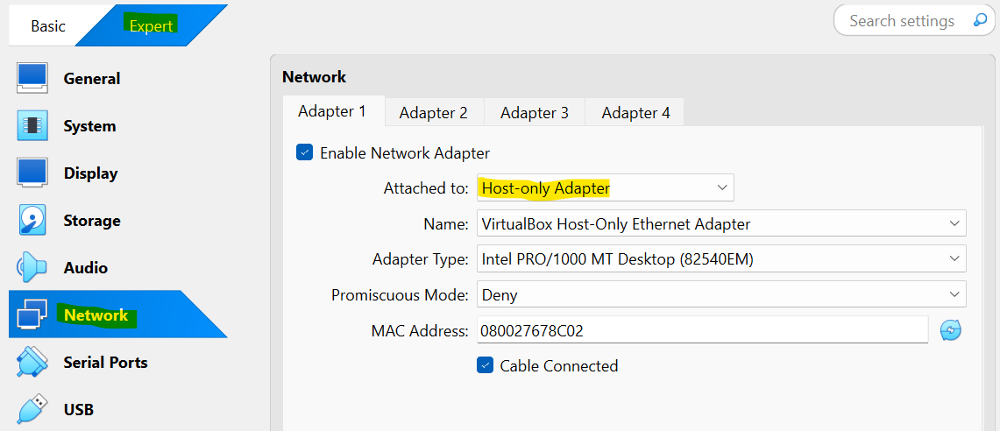 Basic Expert Search settings
General
System
Display
Storage
Audio
Network
Serial Ports
USB
Network
Adapter 1 Adapter 2 Adapter 3 Adapter 4
Enable Network Adapter
Attached to: Host-only Adapter
Name: VirtualBox Host-Only Ethernet Adapter
Adapter Type: Intel PRO/1000 MT Desktop (82540EM)
Promiscuous Mode: Deny
MAC Address: 080027678C02
Cable Connected